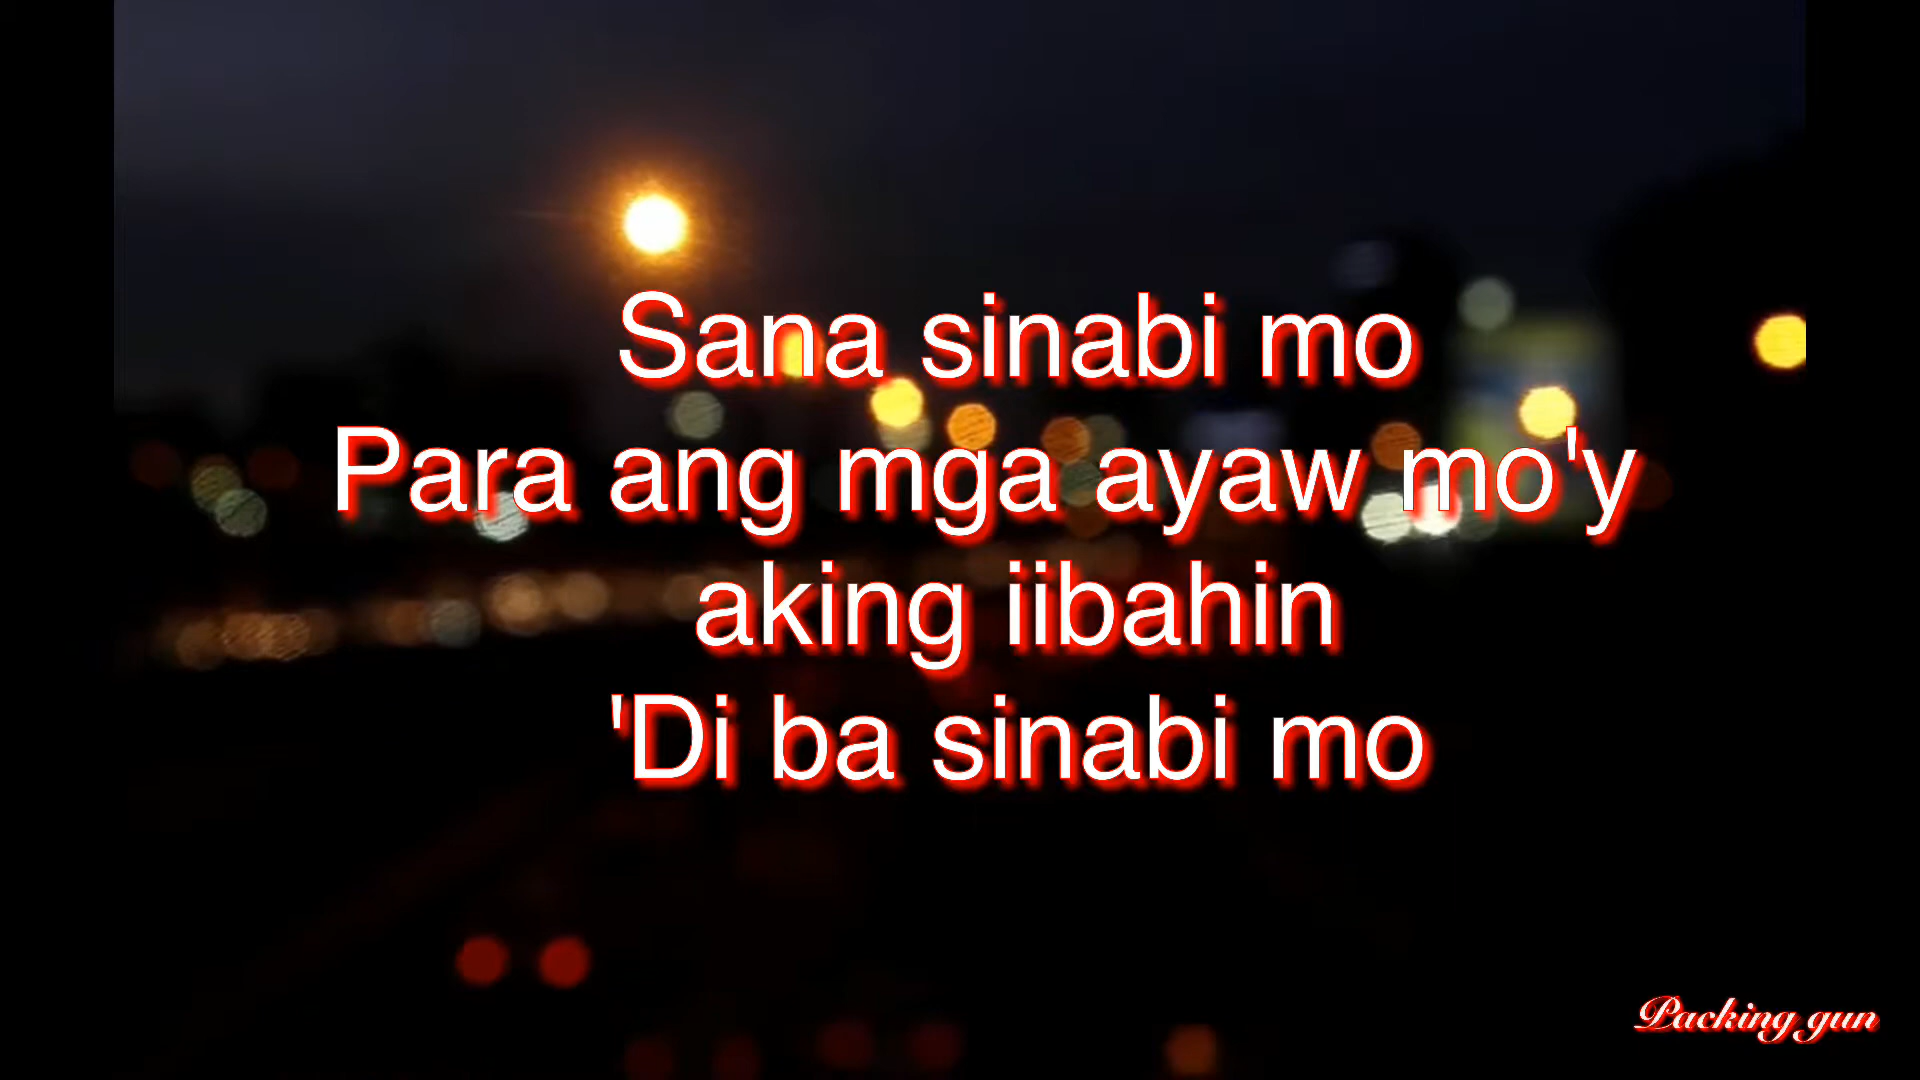 Sana sinabi mo
Para ang mga ayaw mo'y
aking iibahin
'Di ba sinabi mo
Packing gun